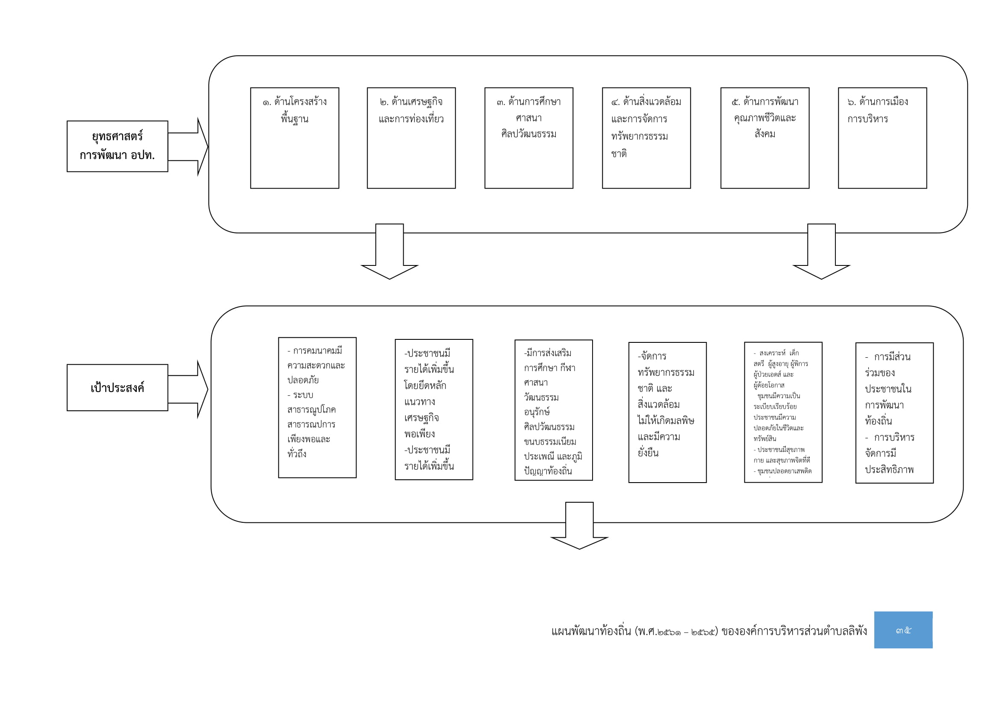 ยุทธศาสตร์
การพัฒนา อปท.
๑. ด้านโครงสร้าง
พื้นฐาน
๒. ด้านเศรษฐกิจ
และการท่องเที่ยว
๓. ด้านการศึกษา
ศาสนา
ศิลปวัฒนธรรม
๔. ด้านสิ่งแวดล้อม
และการจัดการ
ทรัพยากรธรรม
ชาติ
๕. ด้านการพัฒนา
คุณภาพชีวิตและ
สังคม
๖. ด้านการเมือง
การบริหาร
เป้าประสงค์
- การคมนาคมมี
ความสะดวกและ
ปลอดภัย
- ระบบ
สาธารณูปโภค
สาธารณปการ
เพียงพอและ
ทั่วถึง
-ประชาชนมี
รายได้เพิ่มขึ้น
โดยยึดหลัก
แนวทาง
เศรษฐกิจ
พอเพียง
-ประชาชนมี
รายได้เพิ่มขึ้น
-มีการส่งเสริม
การศึกษา กีฬา
ศาสนา
วัฒนธรรม
อนุรักษ์
ศิลปวัฒนธรรม
ขนบธรรมเนียม
ประเพณี และภูมิ
ปัญญาท้องถิ่น
-จัดการ
ทรัพยากรธรรม
ชาติ และ
สิ่งแวดล้อม
ไม่ให้เกิดมลพิษ
และมีความ
ยั่งยืน
- สงเคราะห์ เด็ก
สตรี ผู้สูงอายุ ผู้พิการ
ผู้ป่วยเอดส์ และ
ผู้ด้อยโอกาส
ชุมชนมีความเป็น
ระเบียบเรียบร้อย
ประชาชนมีความ
ปลอดภัยในชีวิตและ
ทรัพย์สิน
- ประชาชนมีสุขภาพ
กาย และสุขภาพจิตที่ดี
- ชุมชนปลอดยาเสพติด
- การมีส่วน
ร่วมของ
ประชาชนใน
การพัฒนา
ท้องถิ่น
- การบริหาร
จัดการมี
ประสิทธิภาพ
แผนพัฒนาท้องถิ่น (พ.ศ.๒๕๖๑ – ๒๕๖๕) ขององค์การบริหารส่วนตำบลลิพัง
๓๕